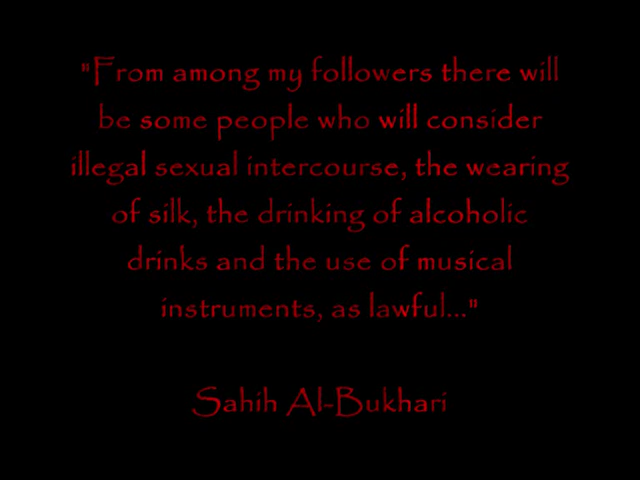 "From among my followers there will
be some people who will consider
illegal sexual intercourse, the wearing
of silk, the drinking of alcoholic
drinks and the use of musical
instruments, as lawful..."
Sahih Al-Bukhari